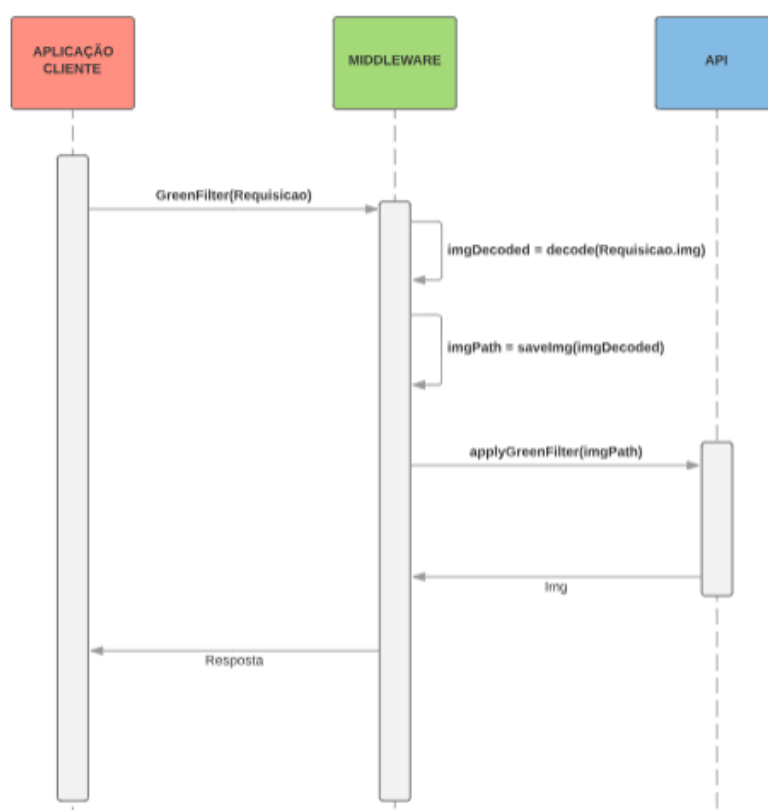 APLICAÇÃO
CLIENTE
MIDDLEWARE
API
GreenFilter(Requisicao)
imgDecoded = decode(Requisicao.img)
imgPath = saveImg(imgDecoded)
applyGreenFilter(imgPath)
Img
Resposta